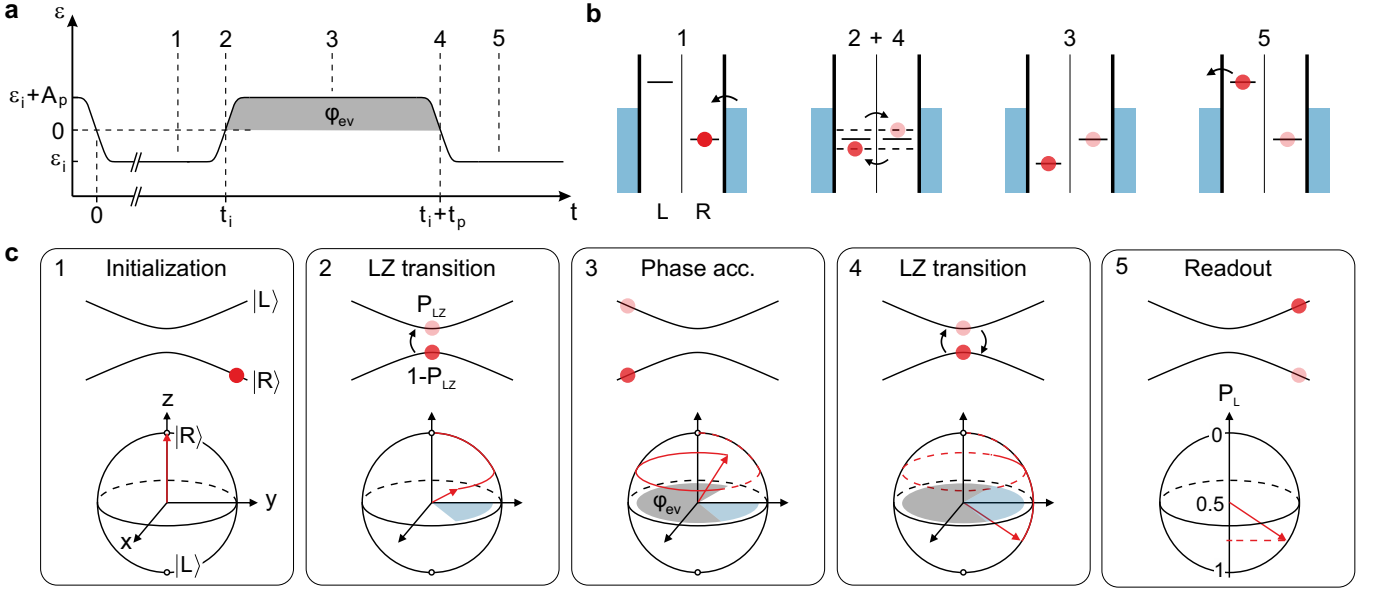 a
ε
1 2 3 4 5
εi+Ap
φev
0
εi
0 ti ti+tp t
b
1 2 + 4 3 5
L R
c
1 Initialization
|L⟩
|R⟩
z
|R⟩
y
x
|L⟩
2 LZ transition
PLZ
1-PLZ
3 Phase acc.
φev
4 LZ transition
5 Readout
PL
0
0.5
1